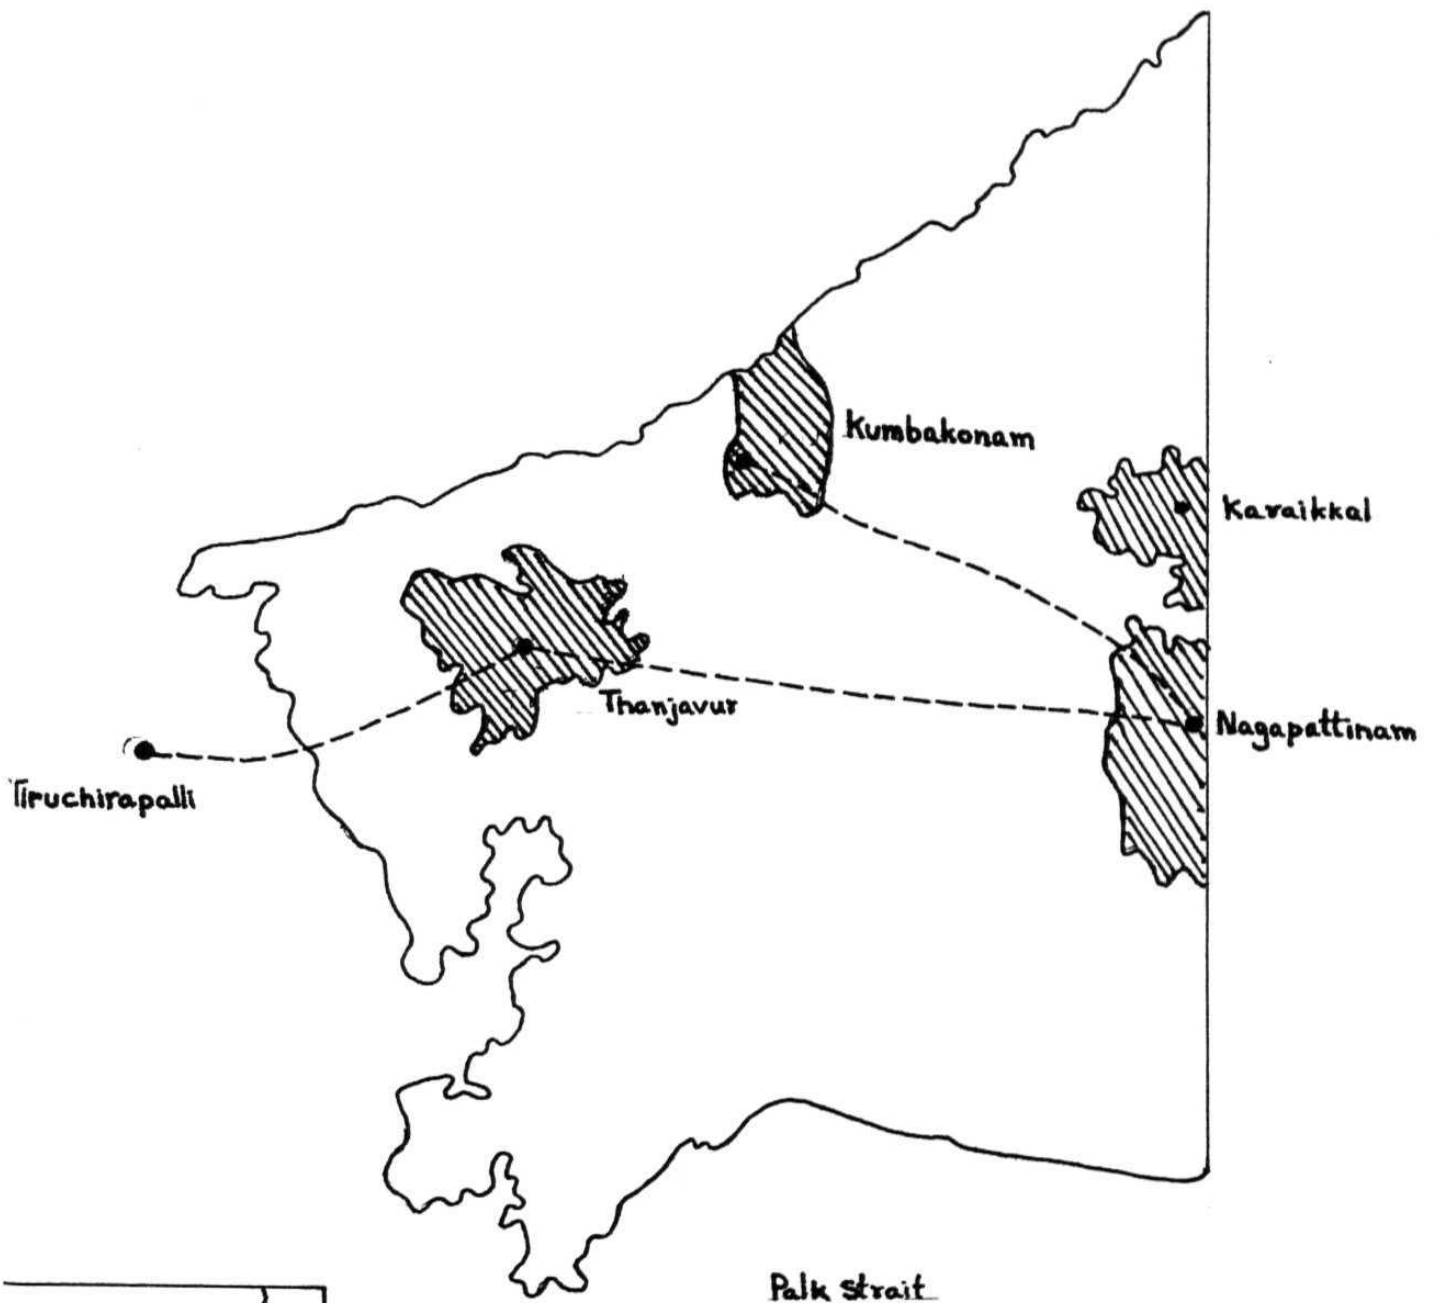 Kumbakonam
Karaikkal
Thanjavur
Nagapattinam
Tiruchirapalli
Palk Strait